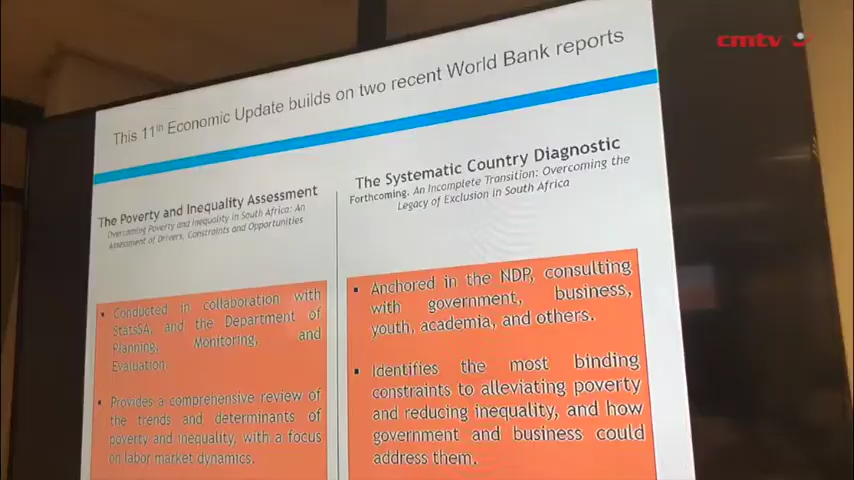 cmtv
This 11th Economic Update builds on two recent World Bank reports
The Poverty and Inequality Assessment
Overcoming Poverty and Inequality in South Africa: An
Assessment of Drivers, Constraints and Opportunities
▪ Conducted in collaboration with
StatsSA, and the Department of
Planning, Monitoring, and
Evaluation.
▪ Provides a comprehensive review of
the trends and determinants of
poverty and inequality, with a focus
on labor market dynamics.
The Systematic Country Diagnostic
Forthcoming. An Incomplete Transition: Overcoming the
Legacy of Exclusion in South Africa
▪ Anchored in the NDP, consulting
with government, business,
youth, academia, and others.
▪ Identifies the most binding
constraints to alleviating poverty
and reducing inequality, and how
government and business could
address them.